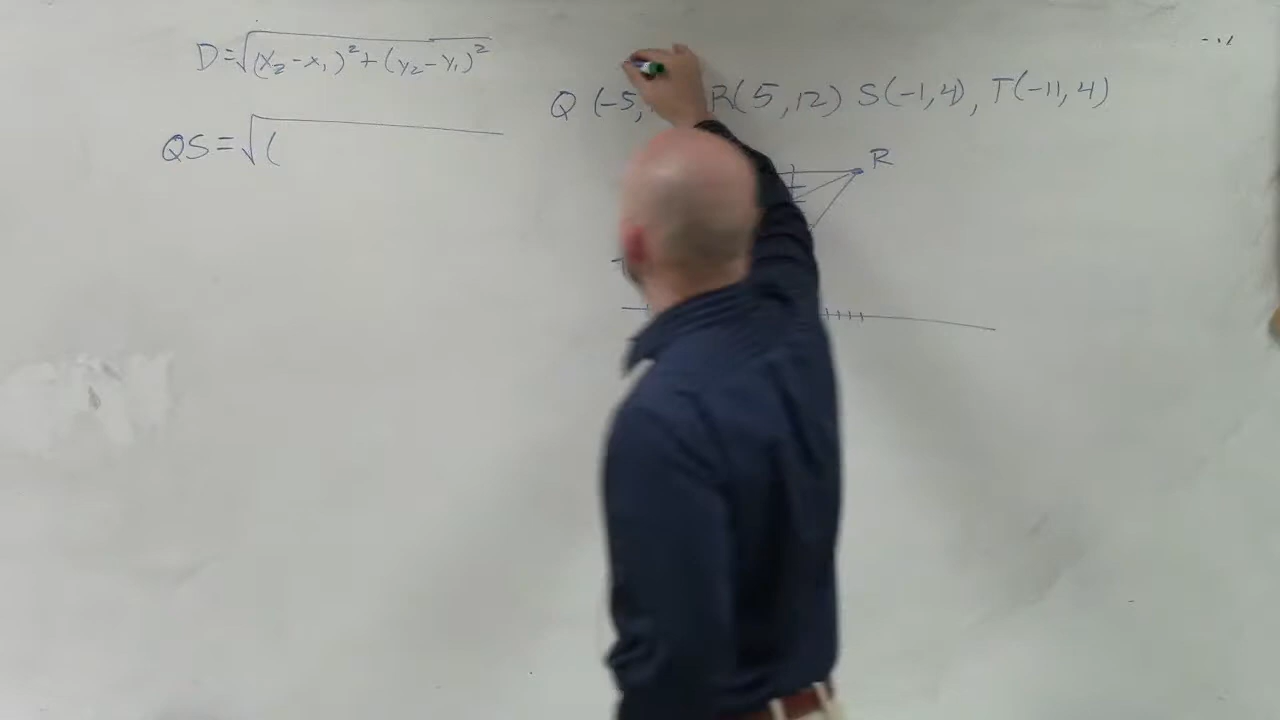 D=√(x₂-x₁)²+(y₂-y₁)²
Q (-5, R(5,12) S(-1,4), T(-11,4)
QS=√(
R